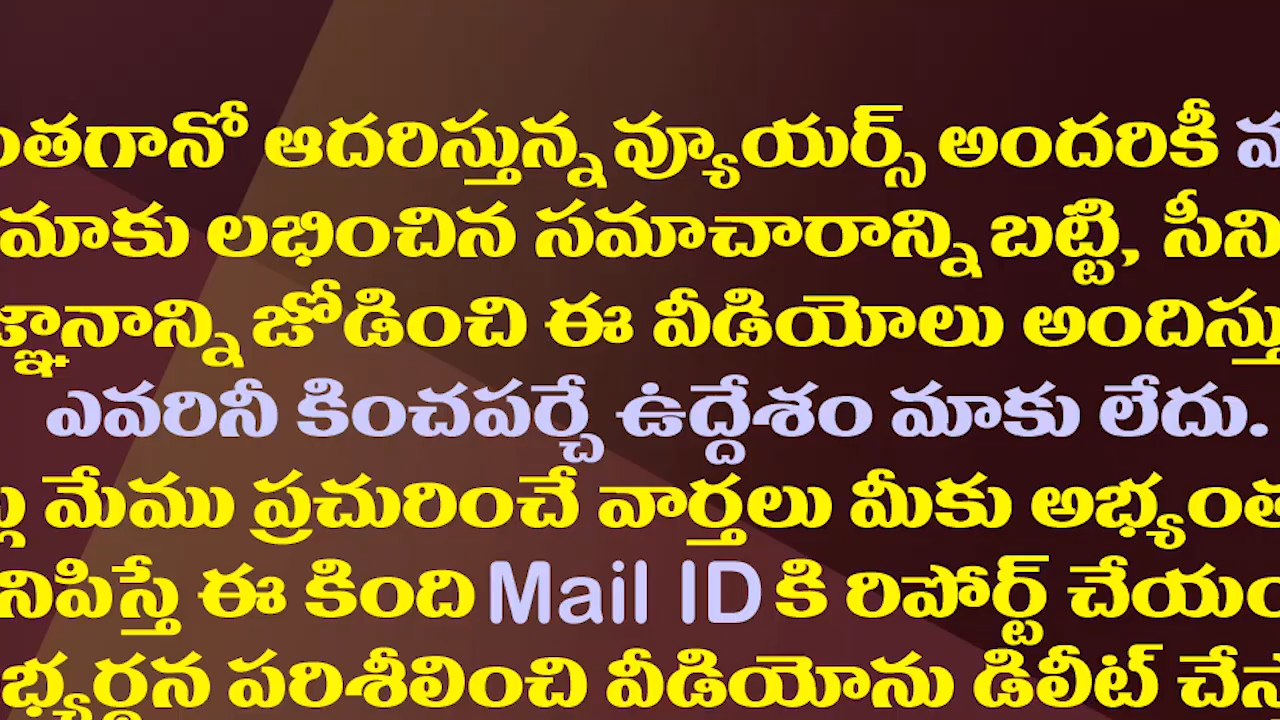 ంతగానో ఆదరిస్తున్న వ్యూయర్స్ అందరికీ
మాకు లభించిన సమాచారాన్ని బట్టి, సీని
జ్ఞానాన్ని జోడించి ఈ వీడియోలు అందిస్తు
ఎవరినీ కించపర్చే ఉద్దేశం మాకు లేదు.
మేము ప్రచురించే వార్తలు మీకు అభ్యంత
నిపిస్తే ఈ కింది Mail ID కి రిపోర్ట్ చేయం
భ్యర్థన పరిశీలించి వీడియోను డిలీట్ చేస